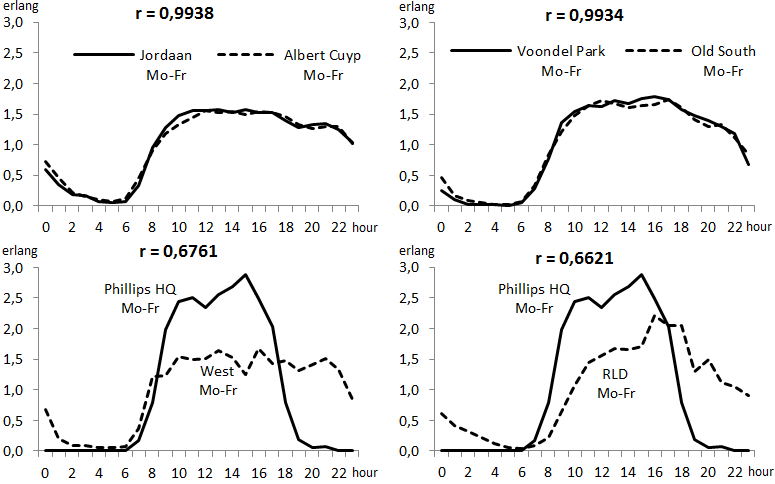 erlang
r = 0,9938
3,0
2,5
2,0
1,5
1,0
0,5
0,0
Jordaan
Mo-Fr
Albert Cuyp
Mo-Fr
0 2 4 6 8 10 12 14 16 18 20 22 hour
erlang
r = 0,9934
3,0
2,5
2,0
1,5
1,0
0,5
0,0
Voondel Park
Mo-Fr
Old South
Mo-Fr
0 2 4 6 8 10 12 14 16 18 20 22 hour
erlang
r = 0,6761
3,0
2,5
2,0
1,5
1,0
0,5
0,0
Phillips HQ
Mo-Fr
West
Mo-Fr
0 2 4 6 8 10 12 14 16 18 20 22 hour
erlang
r = 0,6621
3,0
2,5
2,0
1,5
1,0
0,5
0,0
Phillips HQ
Mo-Fr
RLD
Mo-Fr
0 2 4 6 8 10 12 14 16 18 20 22 hour